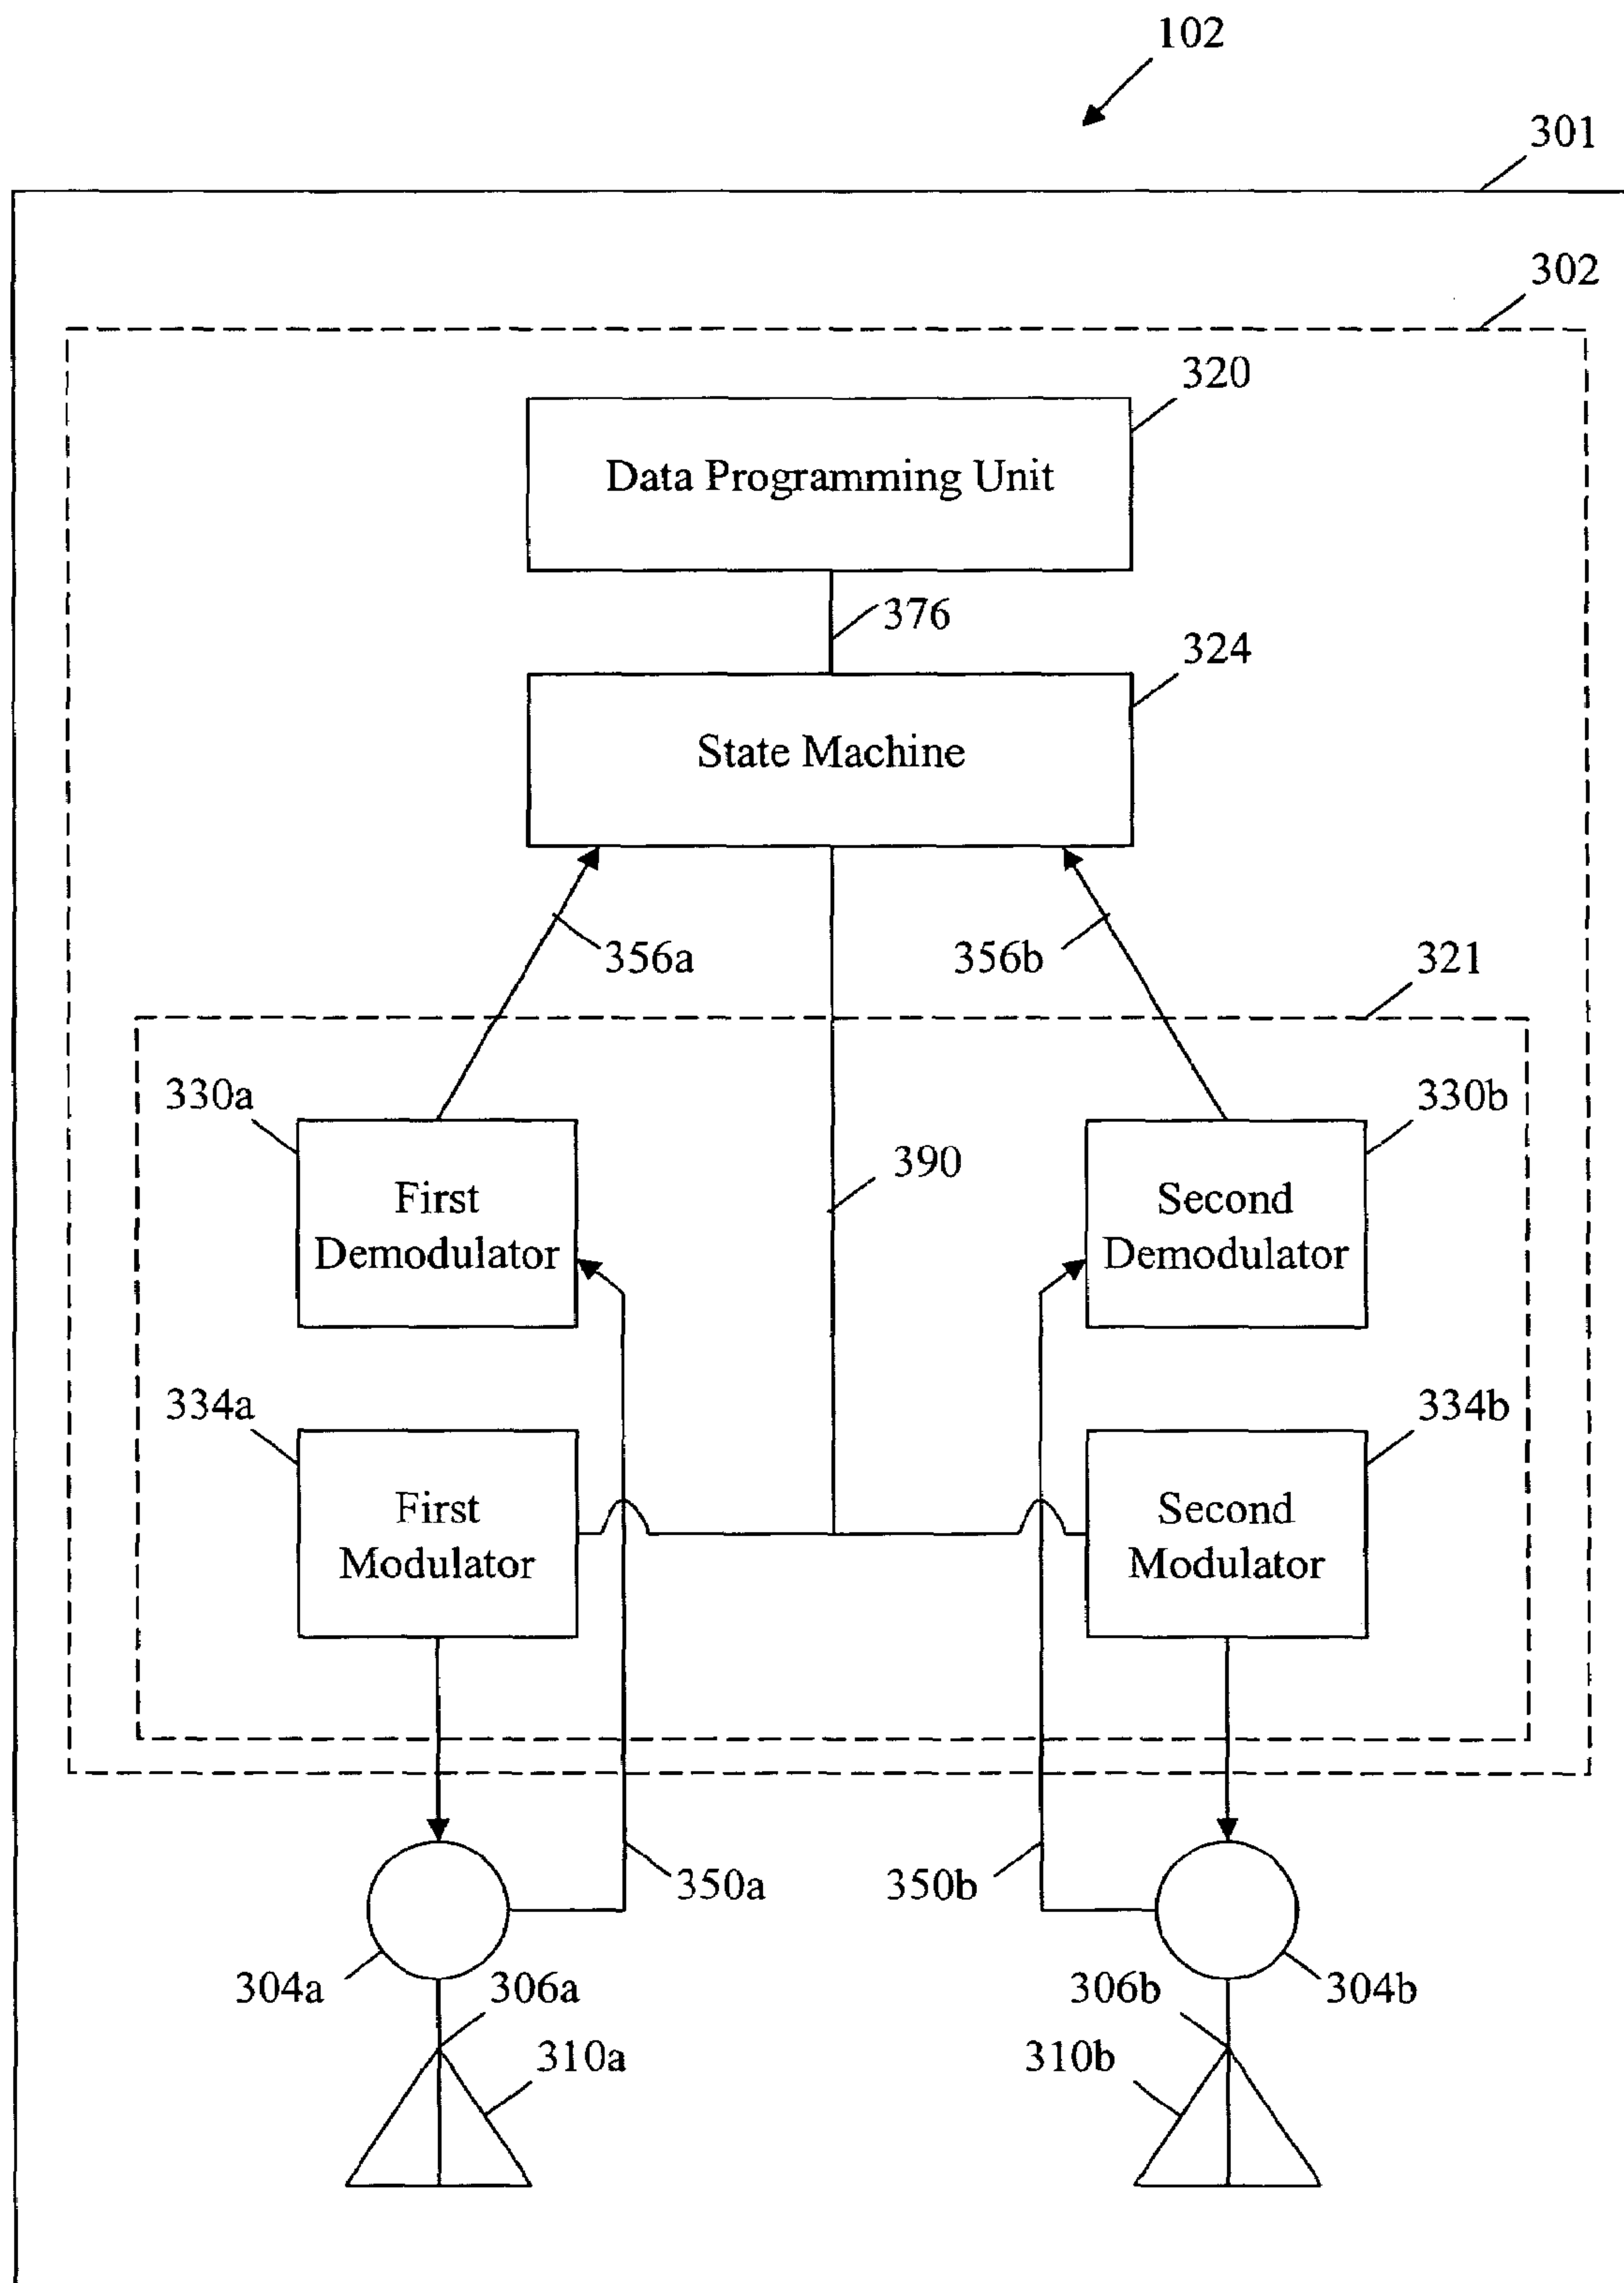 102
301
302
320
Data Programming Unit
376
324
State Machine
356a
356b
321
330a
330b
390
First
Demodulator
Second
Demodulator
334a
334b
First
Modulator
Second
Modulator
350a
350b
304a
306a
306b
304b
310a
310b